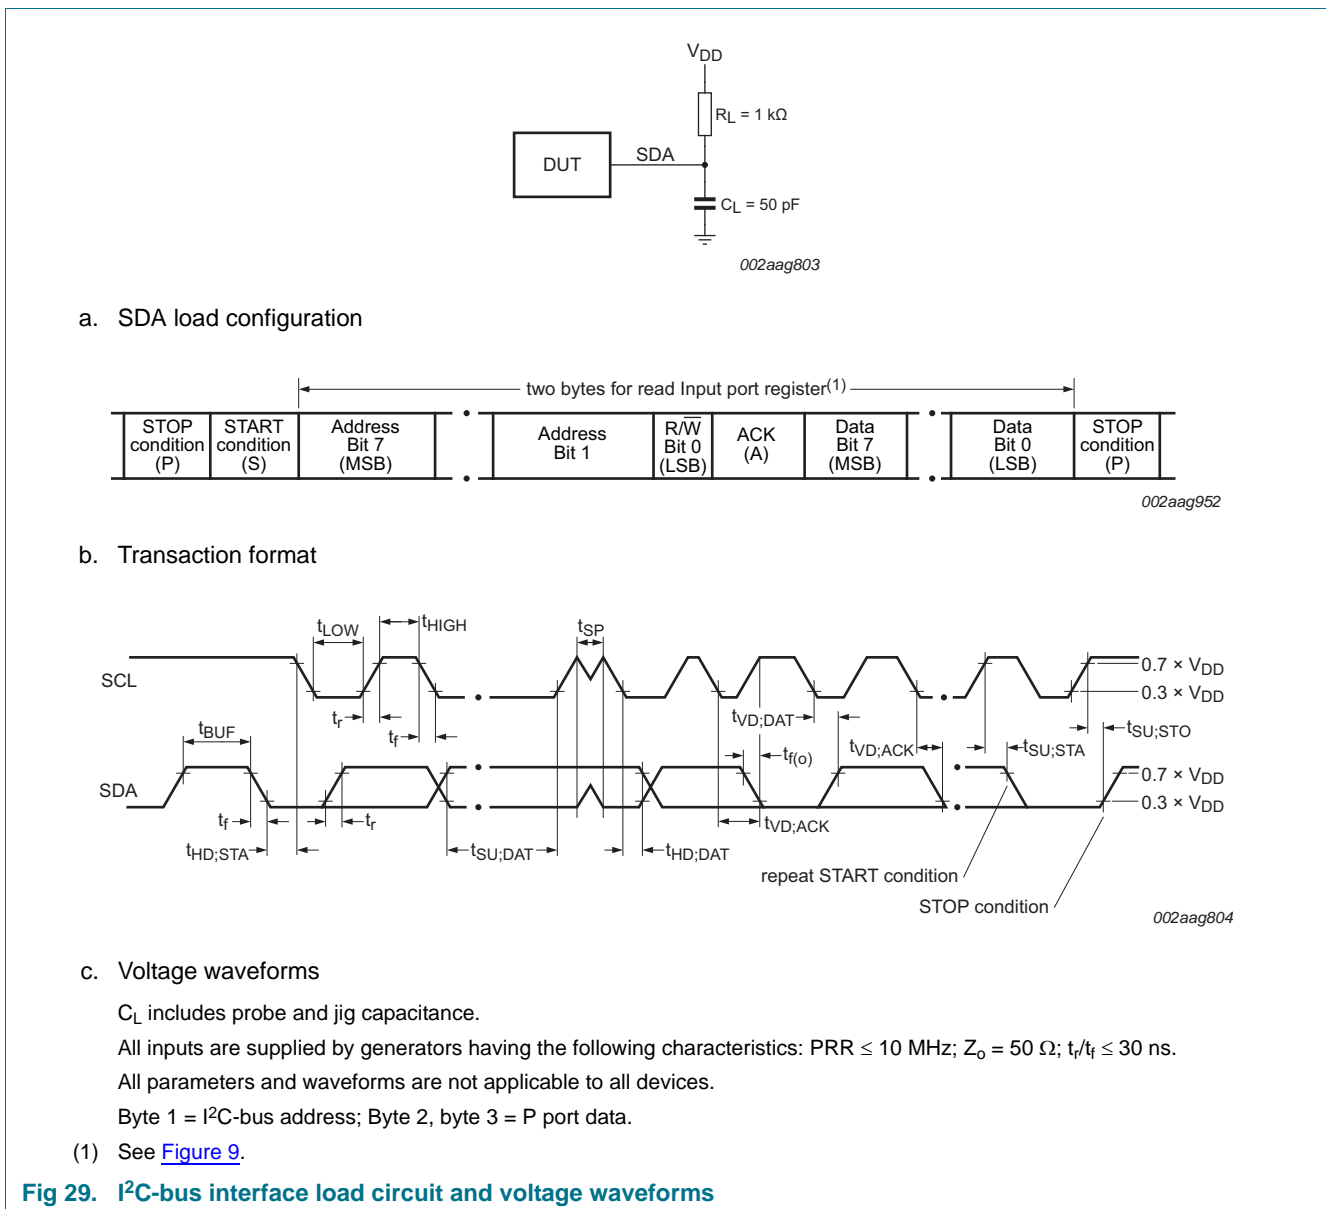 VDD
RL = 1 kΩ
DUT
SDA
CL = 50 pF
002aag803
a. SDA load configuration
two bytes for read Input port register(1)
STOP condition (P)
START condition (S)
Address Bit 7 (MSB)
Address Bit 1
R/W̅ Bit 0 (LSB)
ACK (A)
Data Bit 7 (MSB)
Data Bit 0 (LSB)
STOP condition (P)
002aag952
b. Transaction format
tLOW
tHIGH
tSP
SCL
0.7 × VDD
0.3 × VDD
tr
tf
tBUF
tVD;DAT
tf(o)
tVD;ACK
tSU;STA
tSU;STO
SDA
0.7 × VDD
0.3 × VDD
tf
tr
tVD;ACK
tHD;STA
tSU;DAT
tHD;DAT
repeat START condition
STOP condition
002aag804
c. Voltage waveforms
CL includes probe and jig capacitance.
All inputs are supplied by generators having the following characteristics: PRR ≤ 10 MHz; Zo = 50 Ω; tr/tf ≤ 30 ns.
All parameters and waveforms are not applicable to all devices.
Byte 1 = I2C-bus address; Byte 2, byte 3 = P port data.
(1) See Figure 9.
Fig 29. I2C-bus interface load circuit and voltage waveforms